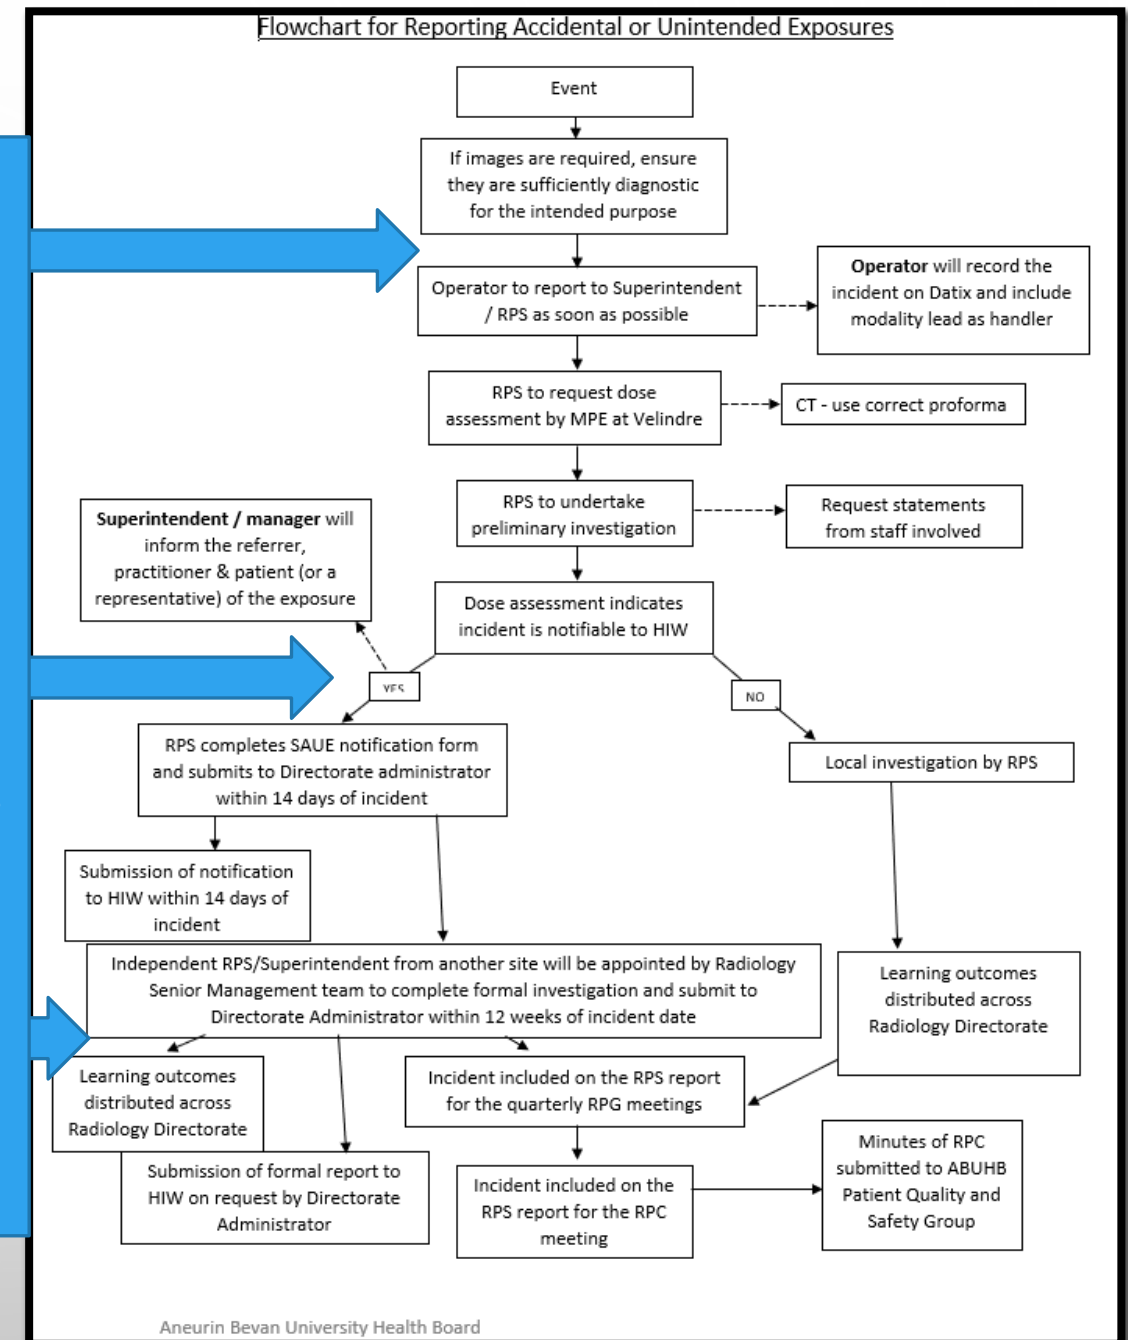 Flowchart for Reporting Accidental or Unintended Exposures
Event
If images are required, ensure
they are sufficiently diagnostic
for the intended purpose
Operator to report to Superintendent
/ RPS as soon as possible
Operator will record the
incident on Datix and include
modality lead as handler
RPS to request dose
assessment by MPE at Velindre
CT - use correct proforma
RPS to undertake
preliminary investigation
Request statements
from staff involved
Superintendent / manager will
inform the referrer,
practitioner & patient (or a
representative) of the exposure
Dose assessment indicates
incident is notifiable to HIW
YES
NO
RPS completes SAUE notification form
and submits to Directorate administrator
within 14 days of incident
Local investigation by RPS
Submission of notification
to HIW within 14 days of
incident
Independent RPS/Superintendent from another site will be appointed by Radiology
Senior Management team to complete formal investigation and submit to
Directorate Administrator within 12 weeks of incident date
Learning outcomes
distributed across
Radiology Directorate
Learning outcomes
distributed across
Radiology Directorate
Incident included on the RPS report
for the quarterly RPG meetings
Submission of formal report to
HIW on request by Directorate
Administrator
Incident included on the
RPS report for the RPC
meeting
Minutes of RPC
submitted to ABUHB
Patient Quality and
Safety Group
Aneurin Bevan University Health Board